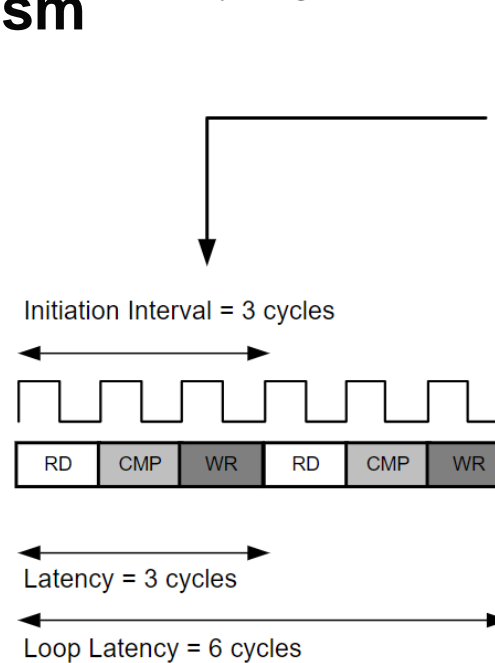 sm
Initiation Interval = 3 cycles
RD CMP WR RD CMP WR
Latency = 3 cycles
Loop Latency = 6 cycles